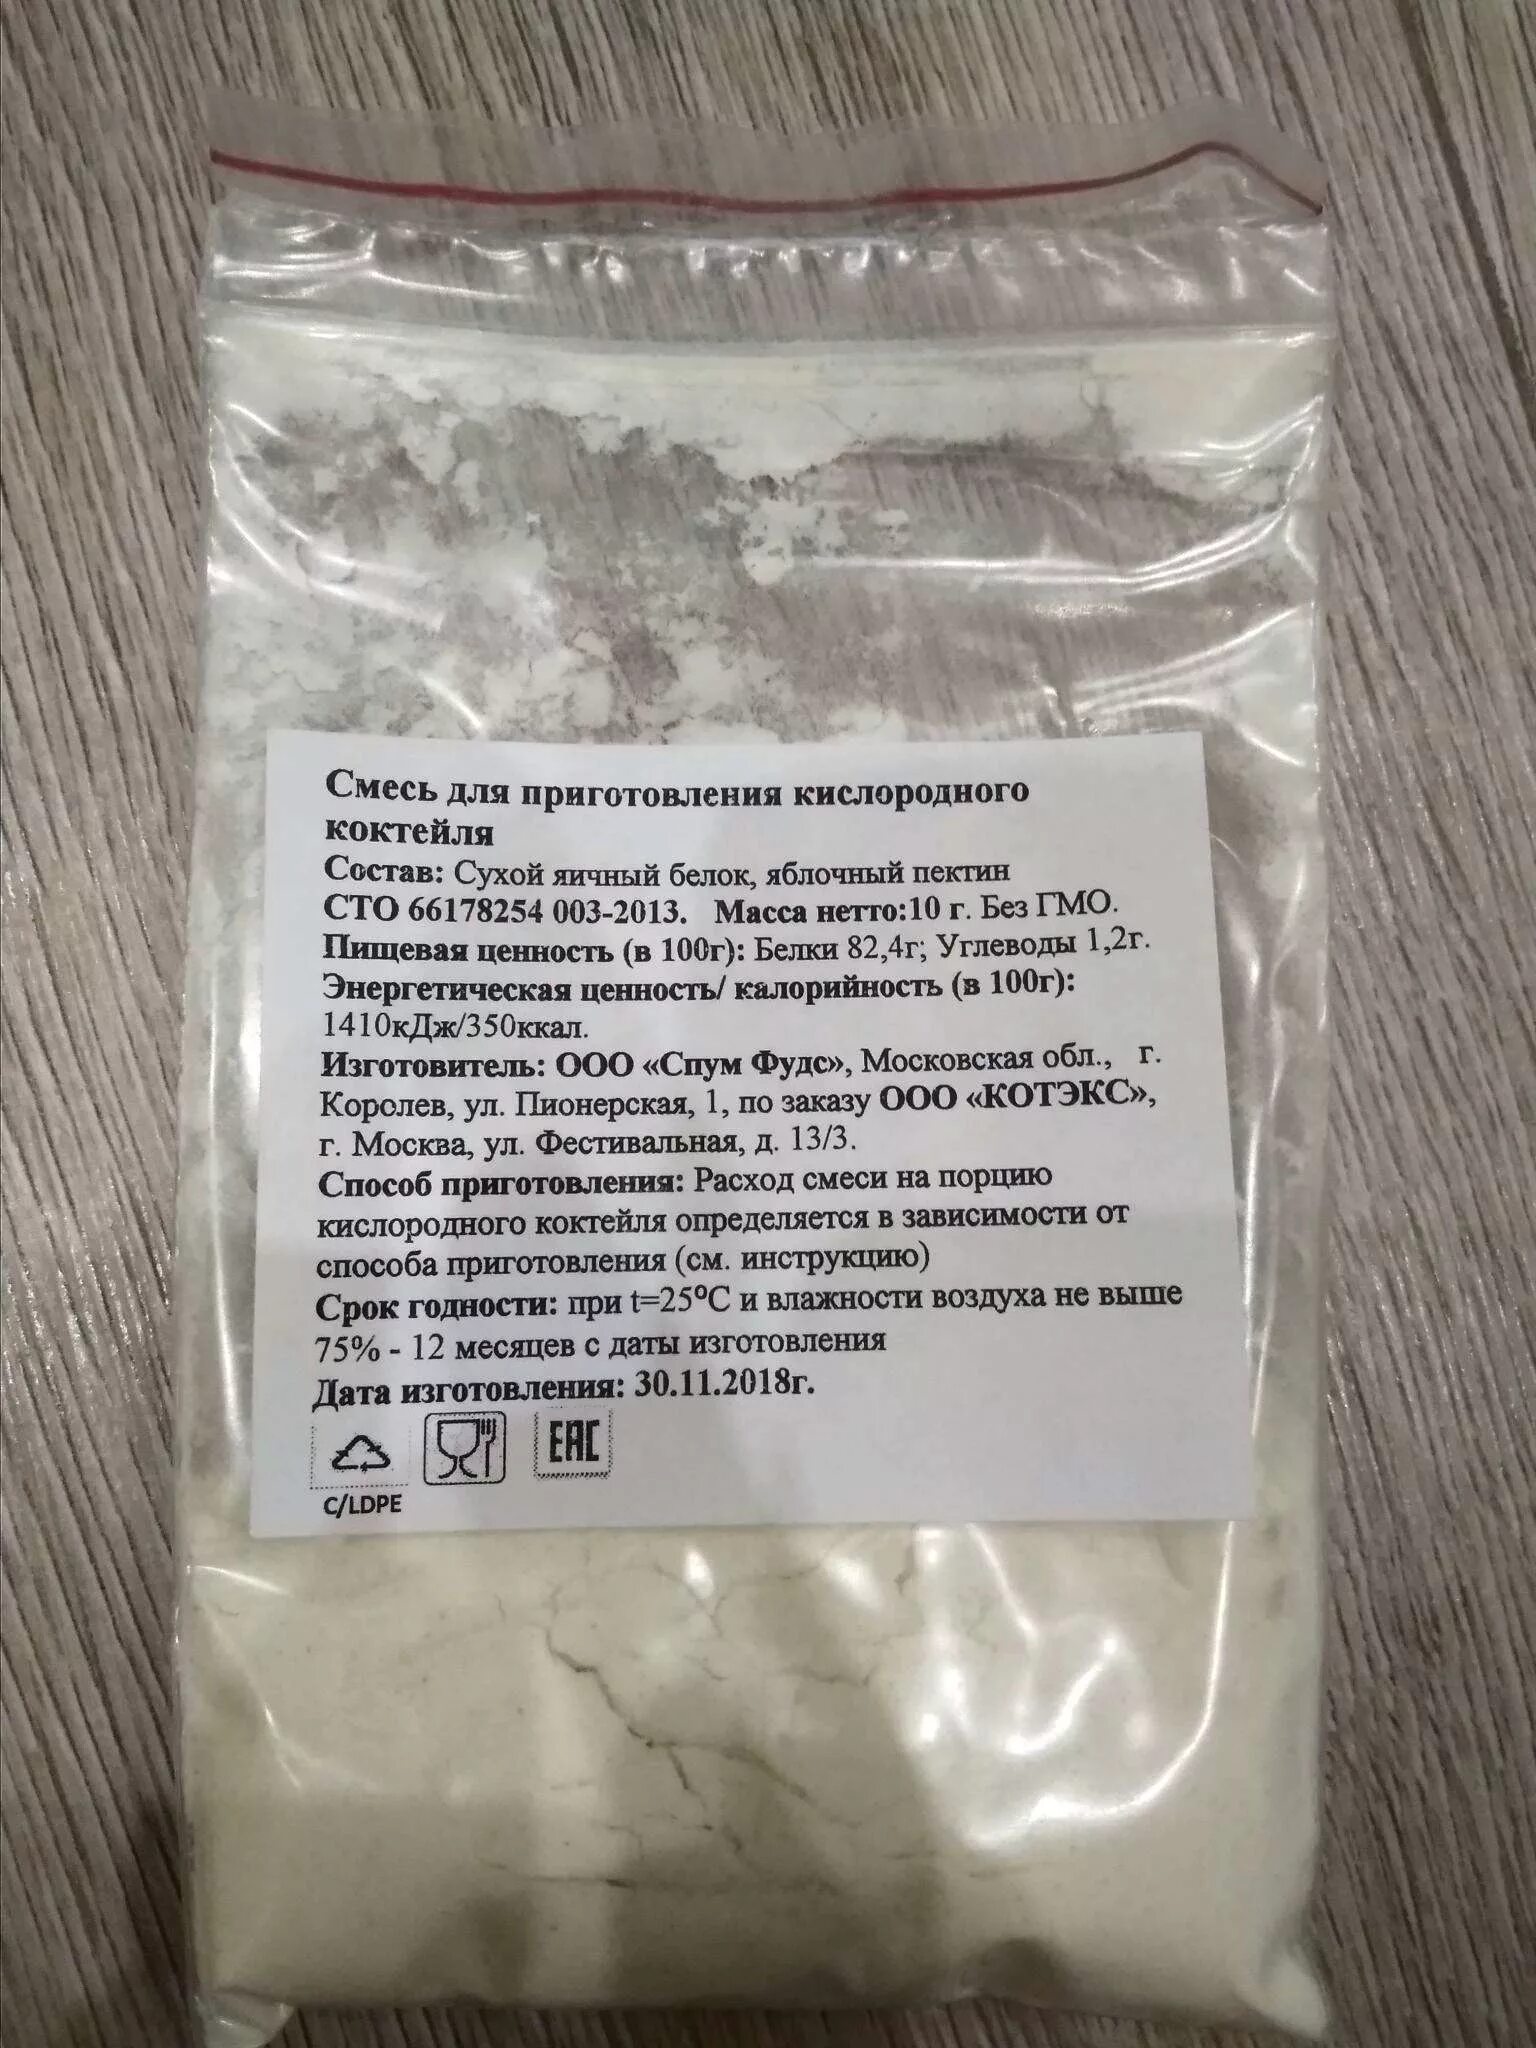 Смесь для приготовления кислородного
коктейля
Состав: Сухой яичный белок, яблочный пектин
СТО 66178254 003-2013. Масса нетто:10 г. Без ГМО.
Пищевая ценность (в 100г): Белки 82,4г; Углеводы 1,2г.
Энергетическая ценность/ калорийность (в 100г):
1410кДж/350ккал.
Изготовитель: ООО «Спум Фудс», Московская обл., г.
Королев, ул. Пионерская, 1, по заказу ООО «КОТЭКС»,
г. Москва, ул. Фестивальная, д. 13/3.
Способ приготовления: Расход смеси на порцию
кислородного коктейля определяется в зависимости от
способа приготовления (см. инструкцию)
Срок годности: при t=25°С и влажности воздуха не выше
75% - 12 месяцев с даты изготовления
Дата изготовления: 30.11.2018г.
EAC
C/LDPE